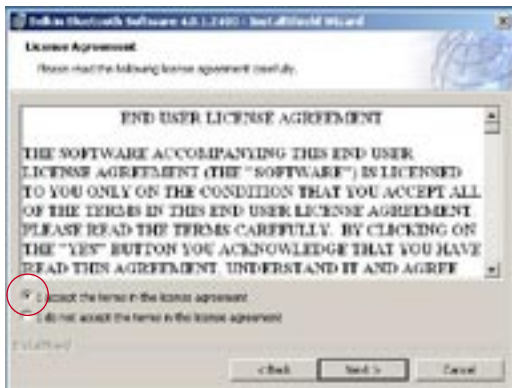 Belkin Bluetooth Software 4.0.1.2400 - InstallShield Wizard
License Agreement
Please read the following license agreement carefully.
END USER LICENSE AGREEMENT
THE SOFTWARE ACCOMPANYING THIS END USER
LICENSE AGREEMENT (THE "SOFTWARE") IS LICENSED
TO YOU ONLY ON THE CONDITION THAT YOU ACCEPT ALL
OF THE TERMS IN THIS END USER LICENSE AGREEMENT.
PLEASE READ THE TERMS CAREFULLY. BY CLICKING ON
THE "YES" BUTTON YOU ACKNOWLEDGE THAT YOU HAVE
READ THIS AGREEMENT, UNDERSTAND IT AND AGREE
I accept the terms in the license agreement
I do not accept the terms in the license agreement
InstallShield
< Back Next > Cancel